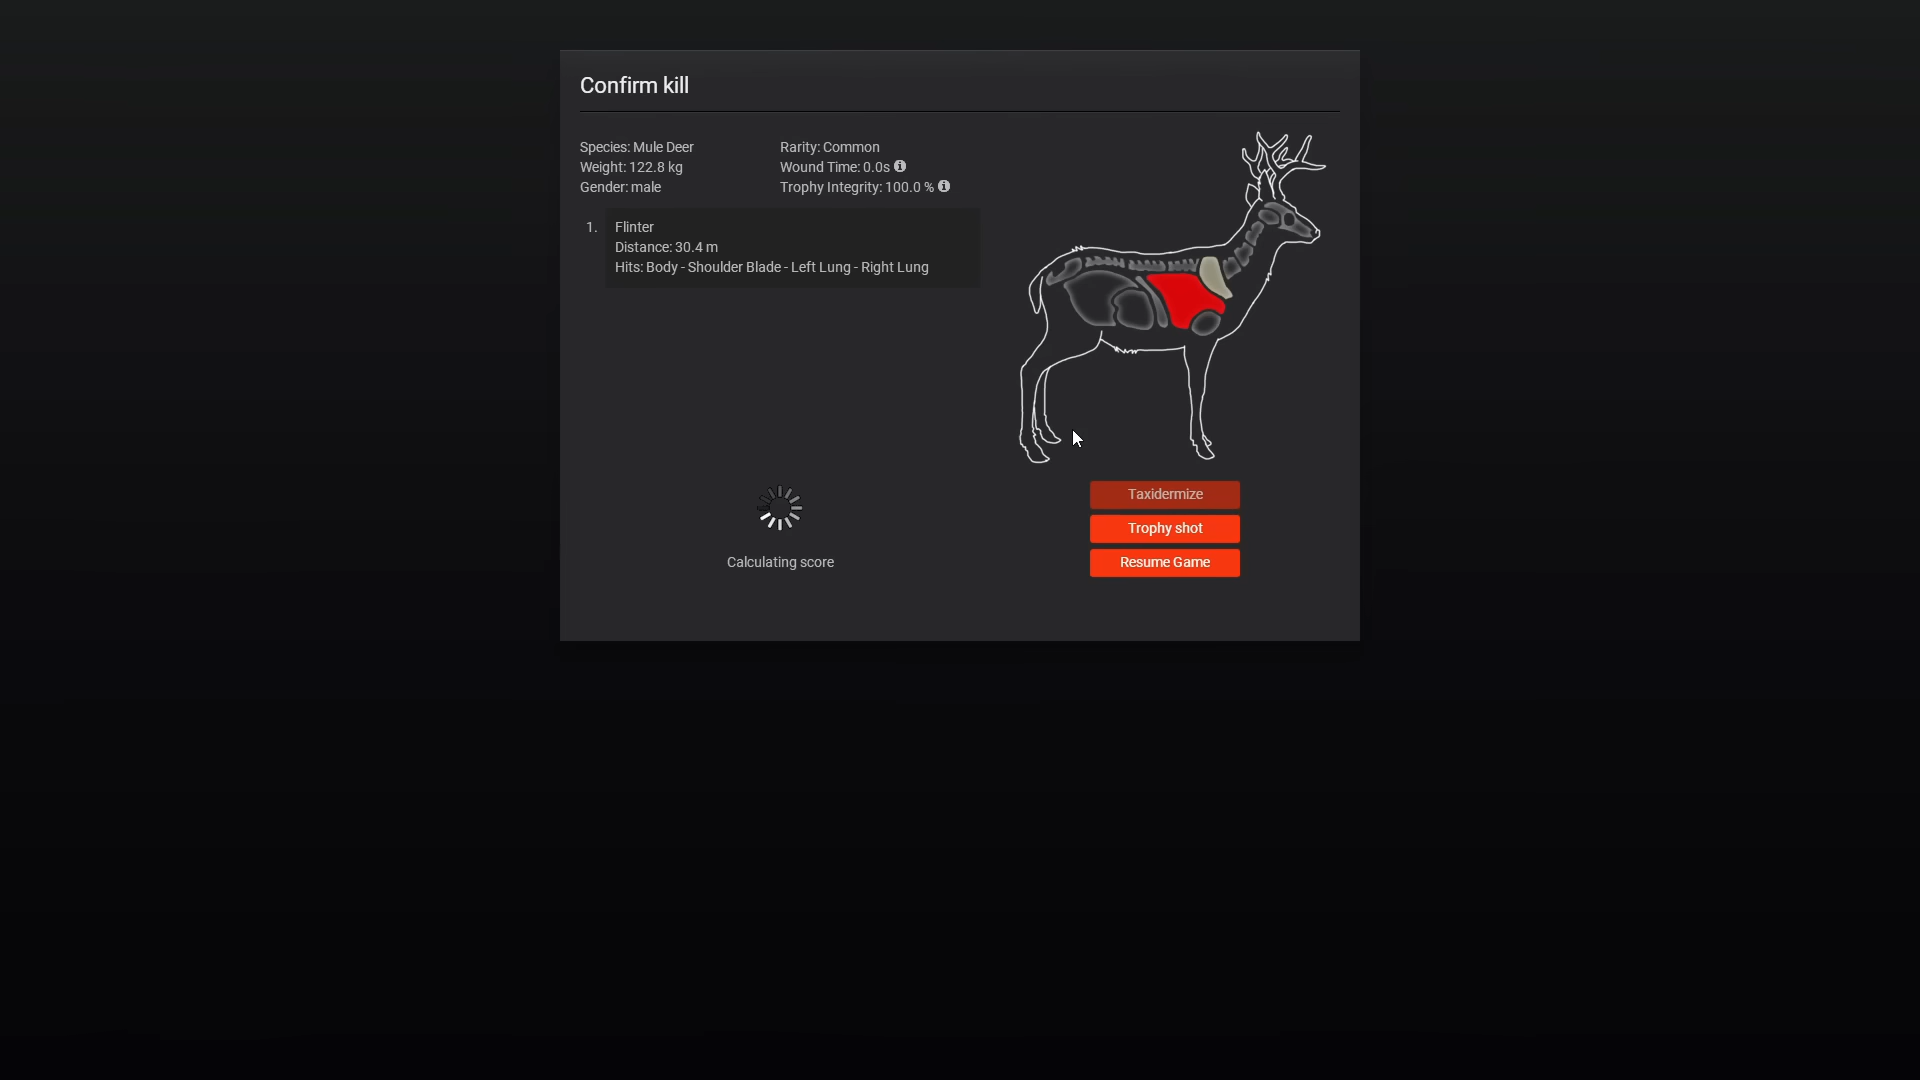 Confirm kill
Species: Mule Deer
Weight: 122.8 kg
Gender: male
Rarity: Common
Wound Time: 0.0s
Trophy Integrity: 100.0 %
1.
Flinter
Distance: 30.4 m
Hits: Body - Shoulder Blade - Left Lung - Right Lung
Calculating score
Taxidermize
Trophy shot
Resume Game